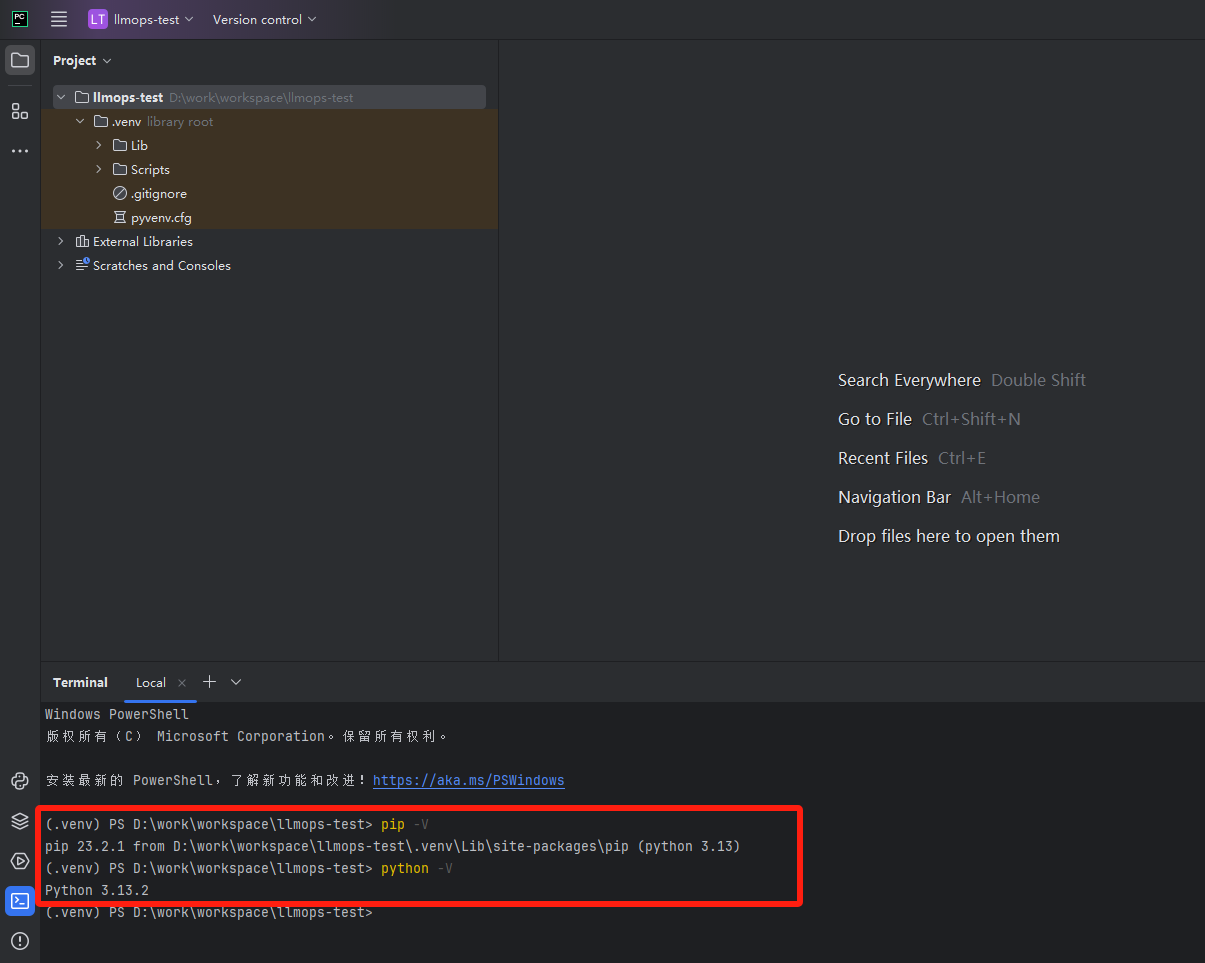 PC
LT llmops-test Version control
Project
llmops-test D:\work\workspace\llmops-test
.venv library root
Lib
Scripts
.gitignore
pyvenv.cfg
External Libraries
Scratches and Consoles
Search Everywhere Double Shift
Go to File Ctrl+Shift+N
Recent Files Ctrl+E
Navigation Bar Alt+Home
Drop files here to open them
Terminal Local
Windows PowerShell
版权所有（C） Microsoft Corporation。保留所有权利。
安装最新的 PowerShell，了解新功能和改进！https://aka.ms/PSWindows
(.venv) PS D:\work\workspace\llmops-test> pip -V
pip 23.2.1 from D:\work\workspace\llmops-test\.venv\Lib\site-packages\pip (python 3.13)
(.venv) PS D:\work\workspace\llmops-test> python -V
Python 3.13.2
(.venv) PS D:\work\workspace\llmops-test>